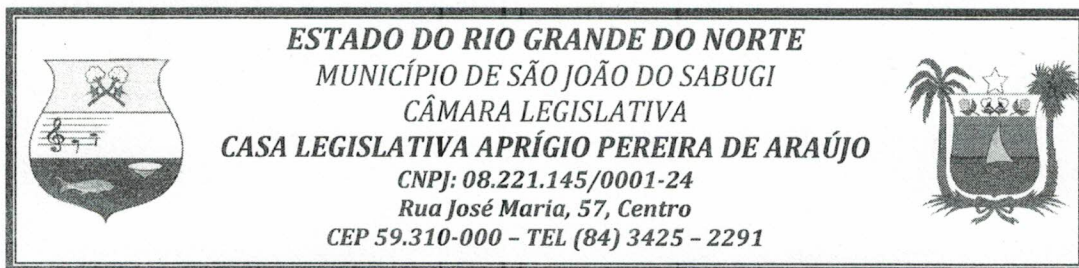 ESTADO DO RIO GRANDE DO NORTE
MUNICÍPIO DE SÃO JOÃO DO SABUGI
CÂMARA LEGISLATIVA
CASA LEGISLATIVA APRÍGIO PEREIRA DE ARAÚJO
CNPJ: 08.221.145/0001-24
Rua José Maria, 57, Centro
CEP 59.310-000 – TEL (84) 3425 – 2291